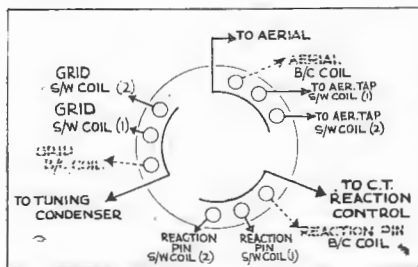 TO AERIAL
AERIAL
B/C COIL
TO AER. TAP
S/W COIL (1)
TO AER. TAP
S/W COIL (2)
GRID
S/W COIL (2)
GRID
S/W COIL (1)
GRID
B/C COIL
TO TUNING
CONDENSER
TO C.T.
REACTION
CONTROL
REACTION PIN
B/C COIL
REACTION
PIN
S/W COIL (2)
REACTION
PIN
S/W COIL (1)